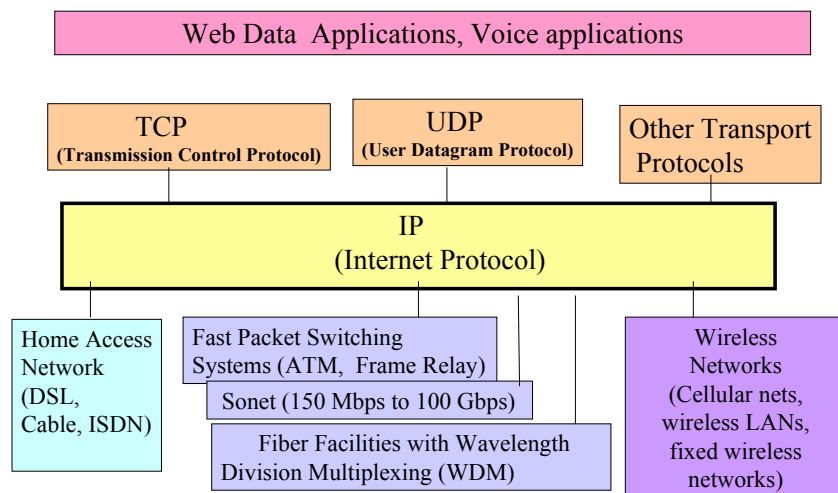 Web Data Applications, Voice applications
TCP
(Transmission Control Protocol)
UDP
(User Datagram Protocol)
Other Transport
Protocols
IP
(Internet Protocol)
Home Access
Network
(DSL,
Cable, ISDN)
Fast Packet Switching
Systems (ATM, Frame Relay)
Sonet (150 Mbps to 100 Gbps)
Fiber Facilities with Wavelength
Division Multiplexing (WDM)
Wireless
Networks
(Cellular nets,
wireless LANs,
fixed wireless
networks)